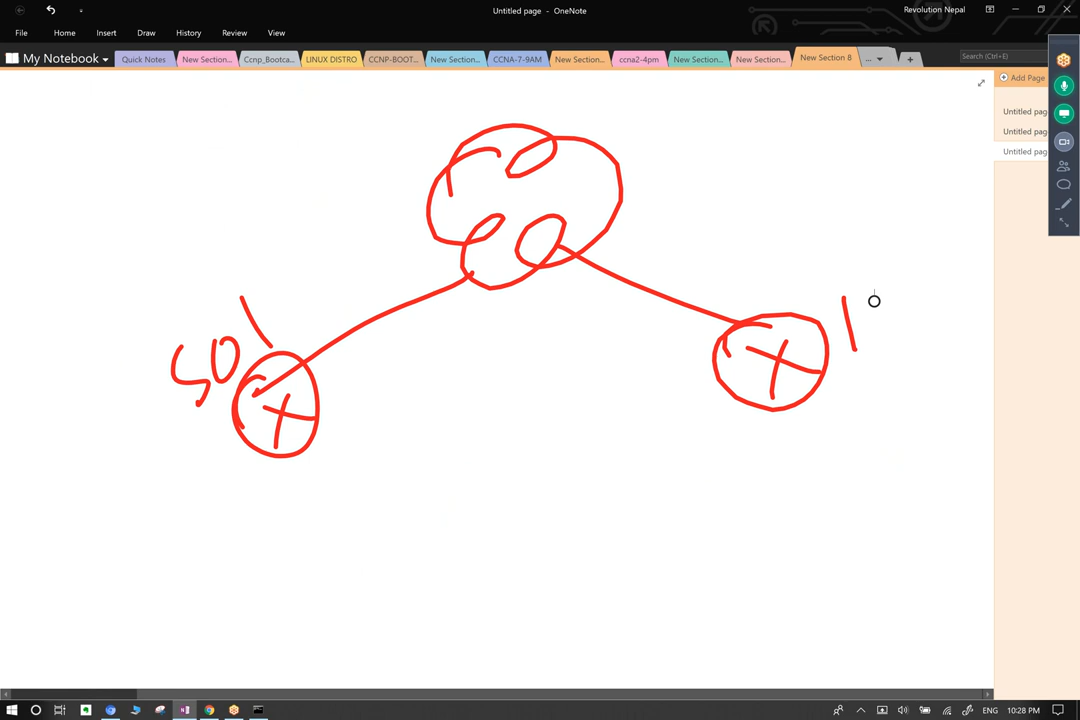 Untitled page - OneNote
Revolution Nepal
File Home Insert Draw History Review View
My Notebook
Quick Notes New Section... Ccnp_Bootca... LINUX DISTRO CCNP-BOOT... New Section... CCNA-7-9AM New Section... ccna2-4pm New Section... New Section... New Section 8 ...
Search (Ctrl+E)
Add Page
Untitled pag
Untitled pag
Untitled pag
ENG 10:28 PM